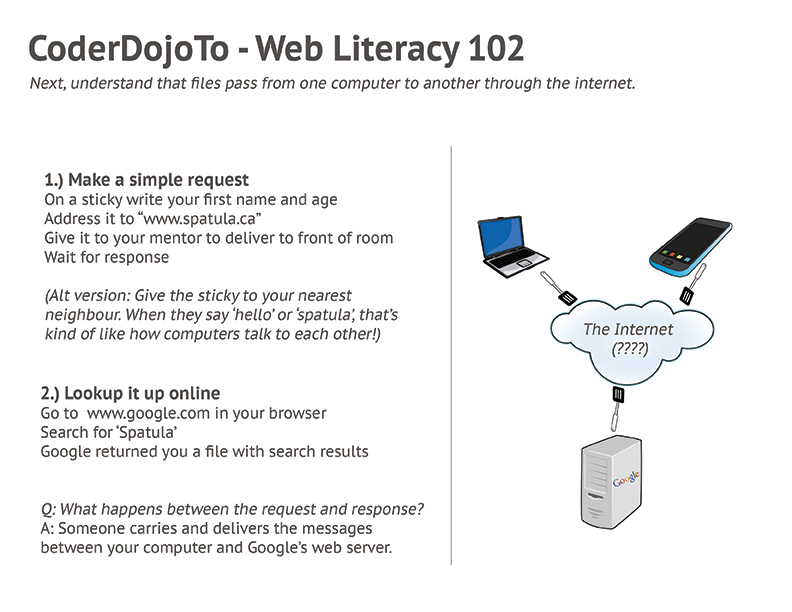 CoderDojoTo - Web Literacy 102
Next, understand that files pass from one computer to another through the internet.
1.) Make a simple request
On a sticky write your first name and age
Address it to “www.spatula.ca”
Give it to your mentor to deliver to front of room
Wait for response
(Alt version: Give the sticky to your nearest
neighbour. When they say ‘hello’ or ‘spatula’, that’s
kind of like how computers talk to each other!)
2.) Lookup it up online
Go to  www.google.com in your browser
Search for ‘Spatula’
Google returned you a file with search results
Q: What happens between the request and response?
A: Someone carries and delivers the messages
between your computer and Google’s web server.
The Internet
(????)
Google